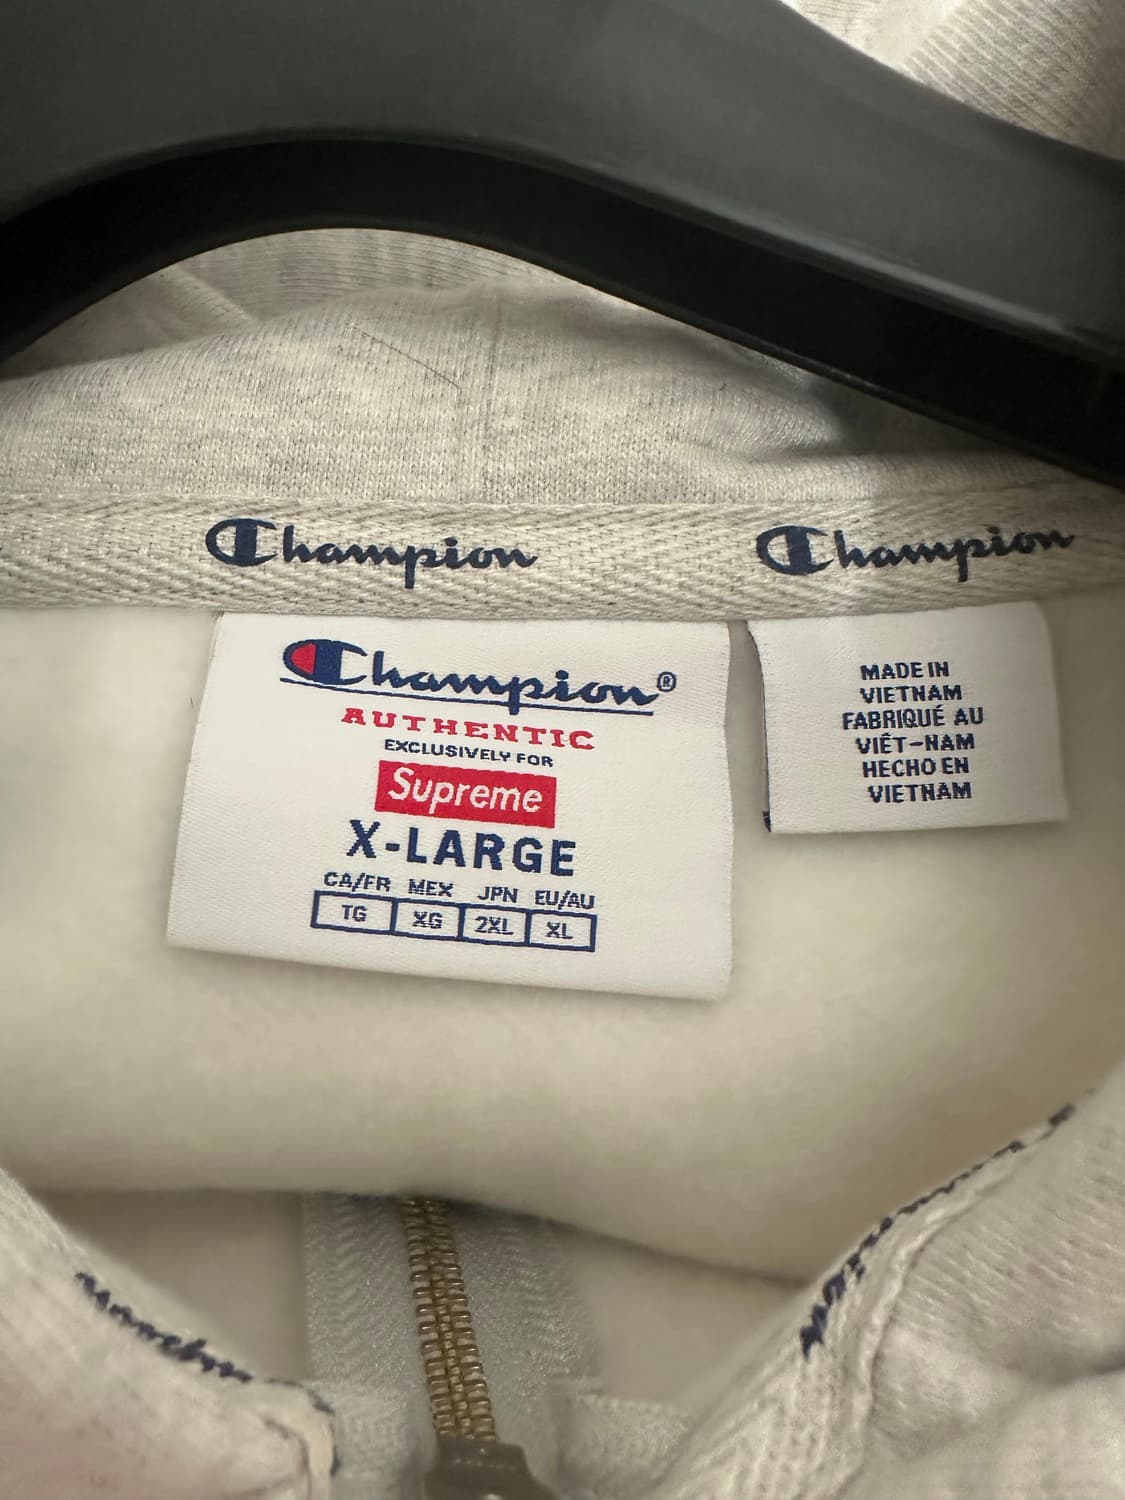 Champion Champion
Champion®
AUTHENTIC
EXCLUSIVELY FOR
Supreme
X-LARGE
CA/FR MEX JPN EU/AU
TG XG 2XL XL
MADE IN
VIETNAM
FABRIQUÉ AU
VIÊT-NAM
HECHO EN
VIETNAM